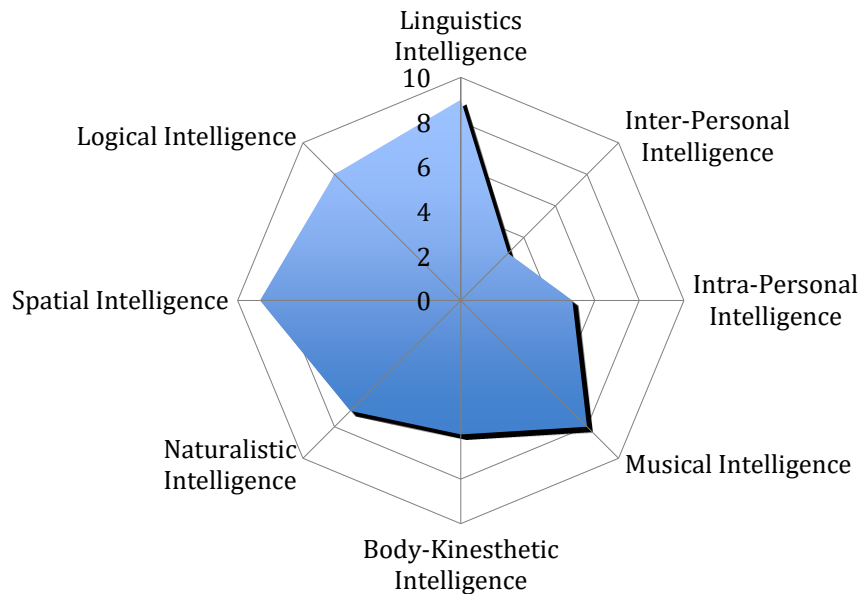 Linguistics
Intelligence
10
8
6
4
2
0
Inter-Personal
Intelligence
Intra-Personal
Intelligence
Musical Intelligence
Body-Kinesthetic
Intelligence
Naturalistic
Intelligence
Spatial Intelligence
Logical Intelligence